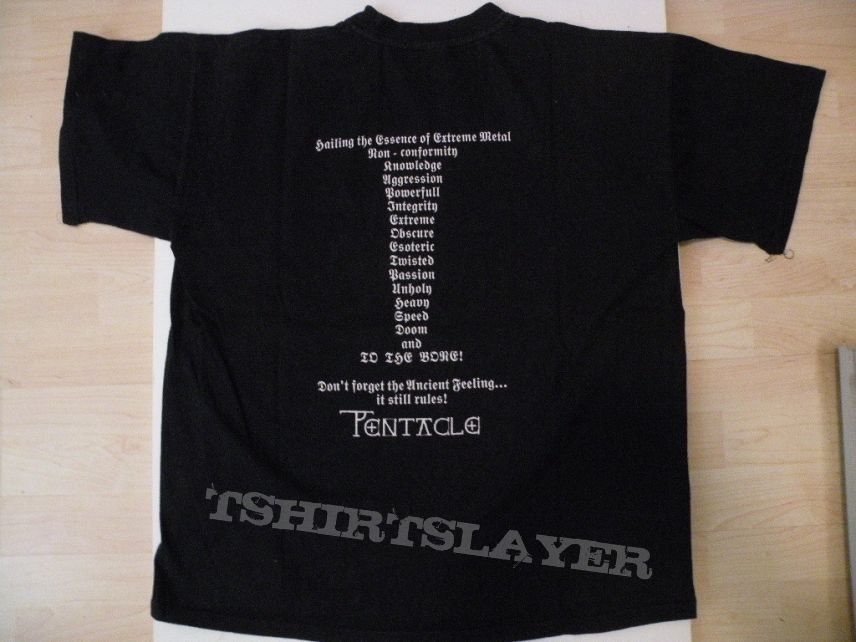 Hailing the Essence of Extreme Metal
Non - conformity
Knowledge
Aggression
Powerfull
Integrity
Extreme
Obscure
Esoteric
Twisted
Passion
Unholy
Heavy
Speed
Doom
and
TO THE BONE!
Don't forget the Ancient Feeling...
it still rules!
PENTACLE
TSHIRTSLAYER